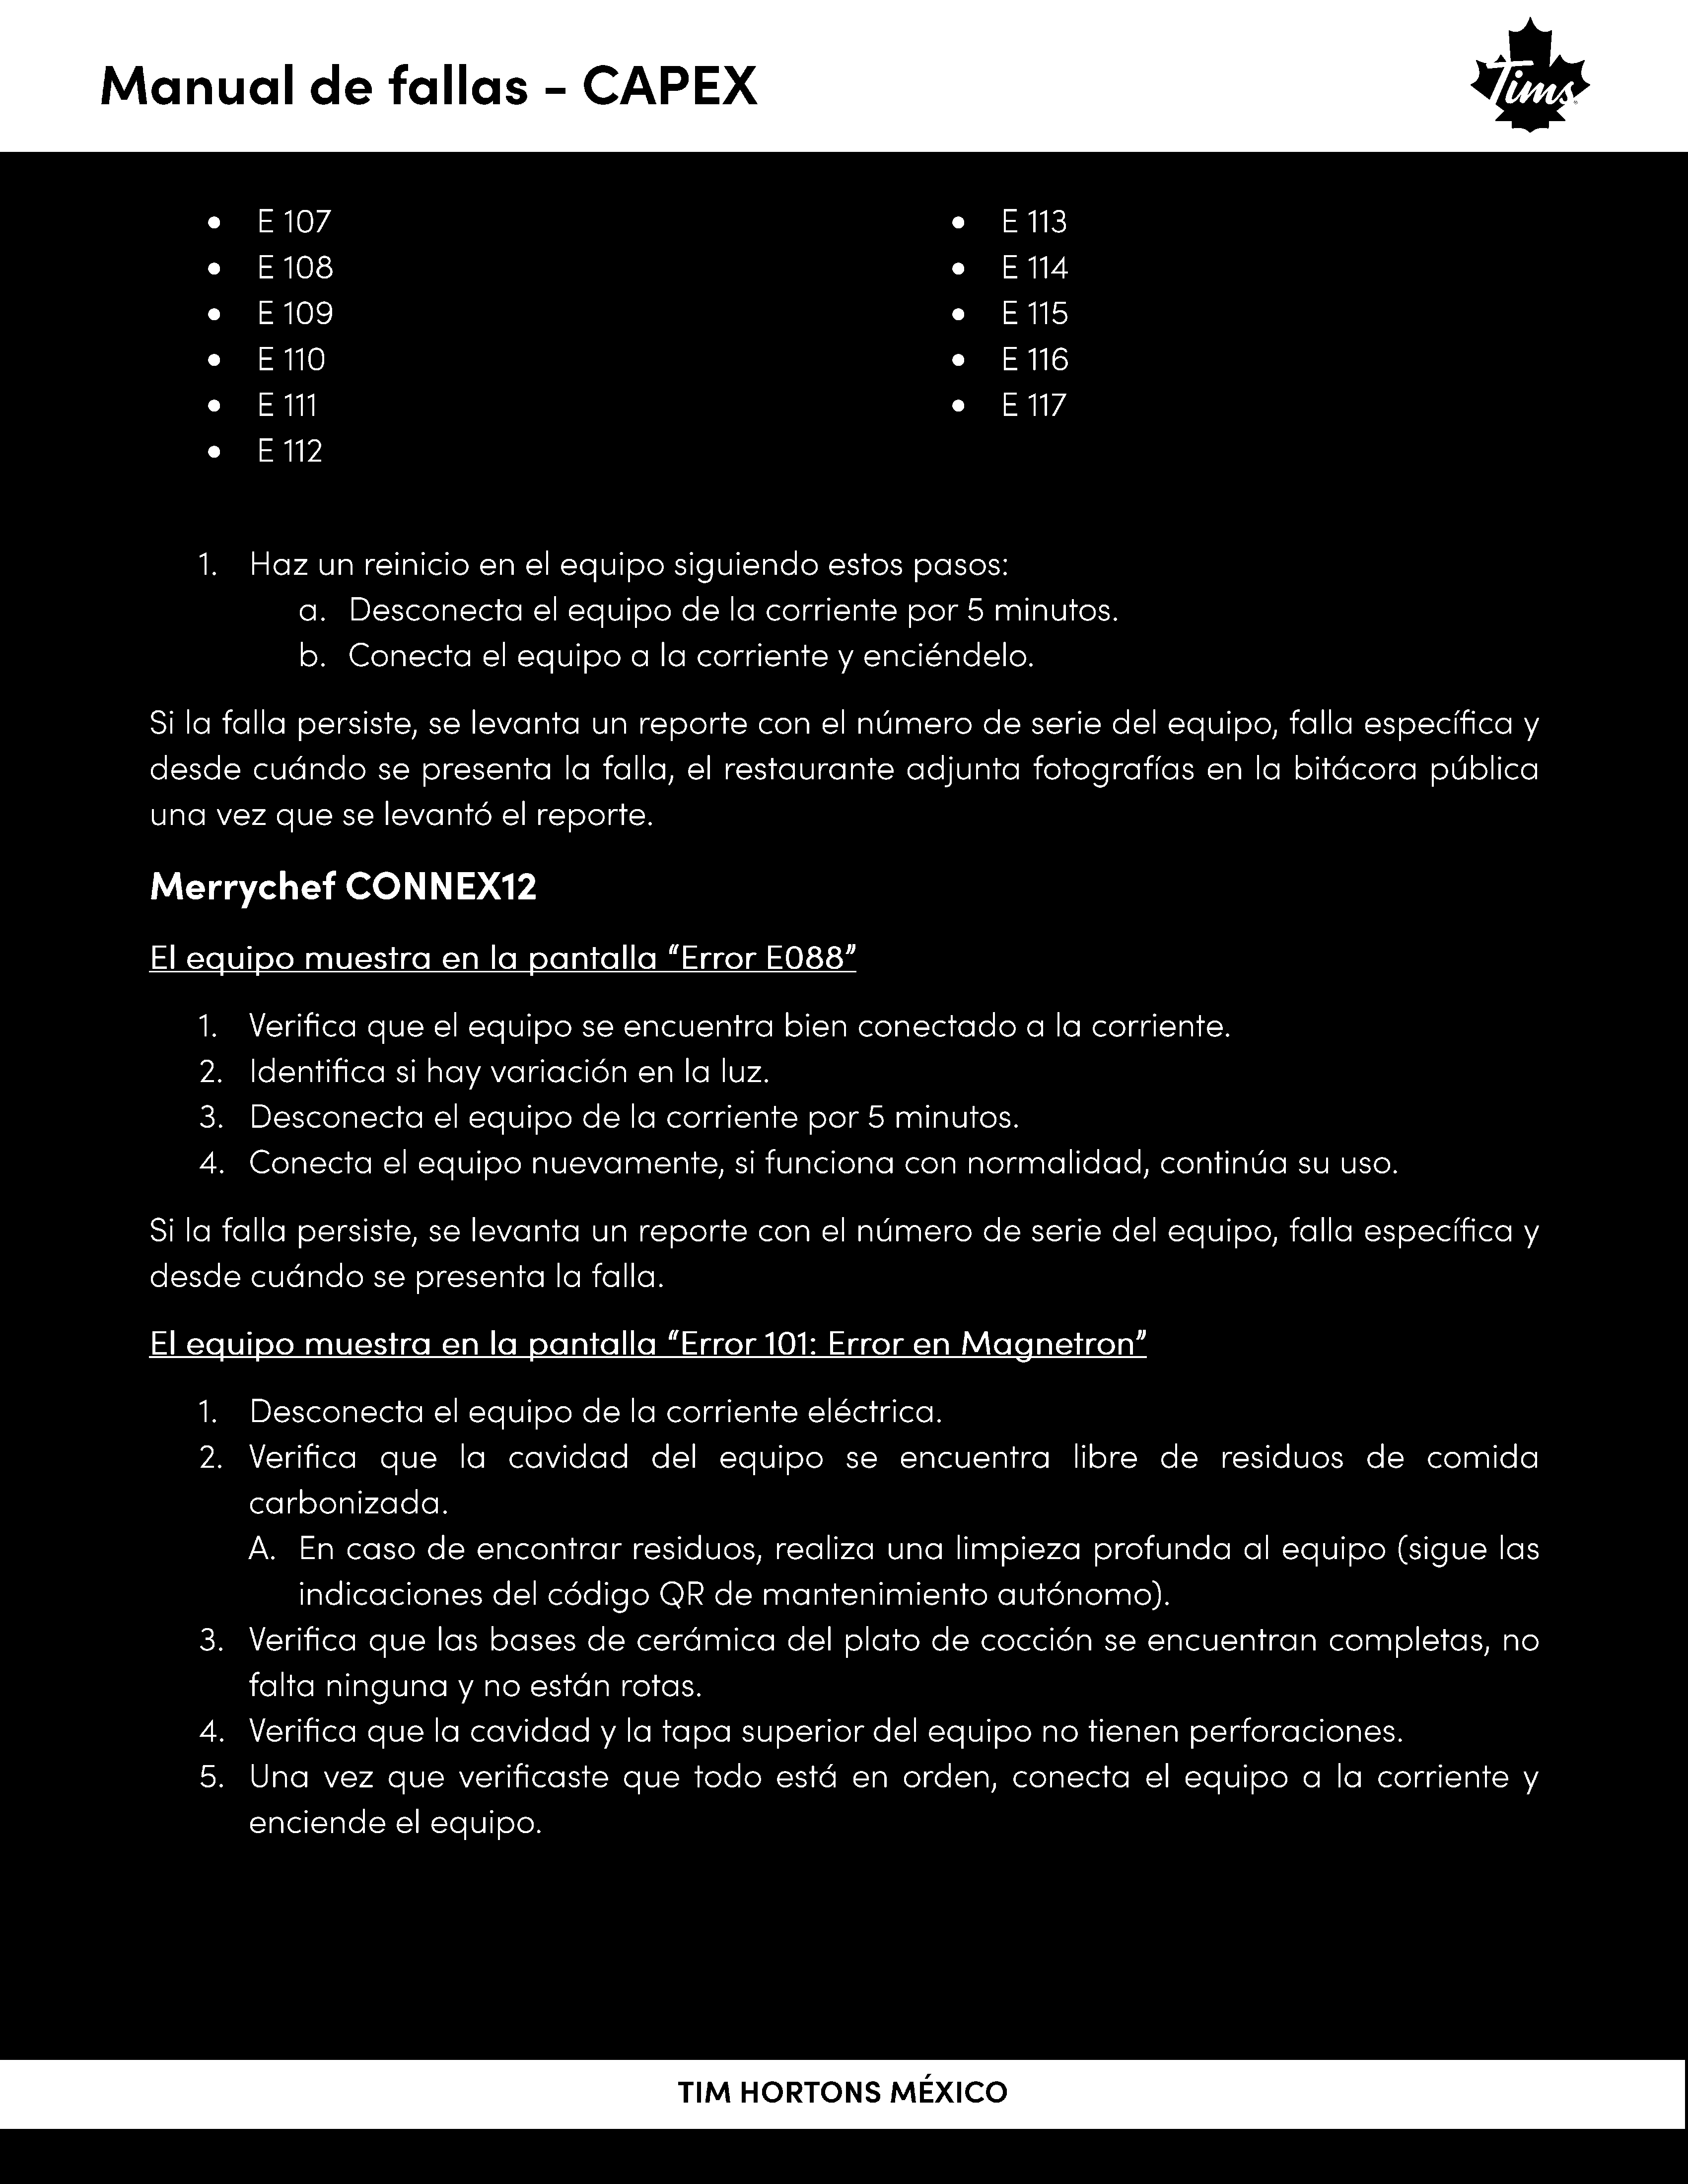 Manual de fallas - CAPEX
Tims
• E 107
• E 108
• E 109
• E 110
• E 111
• E 112
• E 113
• E 114
• E 115
• E 116
• E 117
1. Haz un reinicio en el equipo siguiendo estos pasos:
a. Desconecta el equipo de la corriente por 5 minutos.
b. Conecta el equipo a la corriente y enciéndelo.
Si la falla persiste, se levanta un reporte con el número de serie del equipo, falla específica y
desde cuándo se presenta la falla, el restaurante adjunta fotografías en la bitácora pública
una vez que se levantó el reporte.
Merrychef CONNEX12
El equipo muestra en la pantalla “Error E088”
1. Verifica que el equipo se encuentra bien conectado a la corriente.
2. Identifica si hay variación en la luz.
3. Desconecta el equipo de la corriente por 5 minutos.
4. Conecta el equipo nuevamente, si funciona con normalidad, continúa su uso.
Si la falla persiste, se levanta un reporte con el número de serie del equipo, falla específica y
desde cuándo se presenta la falla.
El equipo muestra en la pantalla “Error 101: Error en Magnetron”
1. Desconecta el equipo de la corriente eléctrica.
2. Verifica que la cavidad del equipo se encuentra libre de residuos de comida
carbonizada.
A. En caso de encontrar residuos, realiza una limpieza profunda al equipo (sigue las
indicaciones del código QR de mantenimiento autónomo).
3. Verifica que las bases de cerámica del plato de cocción se encuentran completas, no
falta ninguna y no están rotas.
4. Verifica que la cavidad y la tapa superior del equipo no tienen perforaciones.
5. Una vez que verificaste que todo está en orden, conecta el equipo a la corriente y
enciende el equipo.
TIM HORTONS MÉXICO